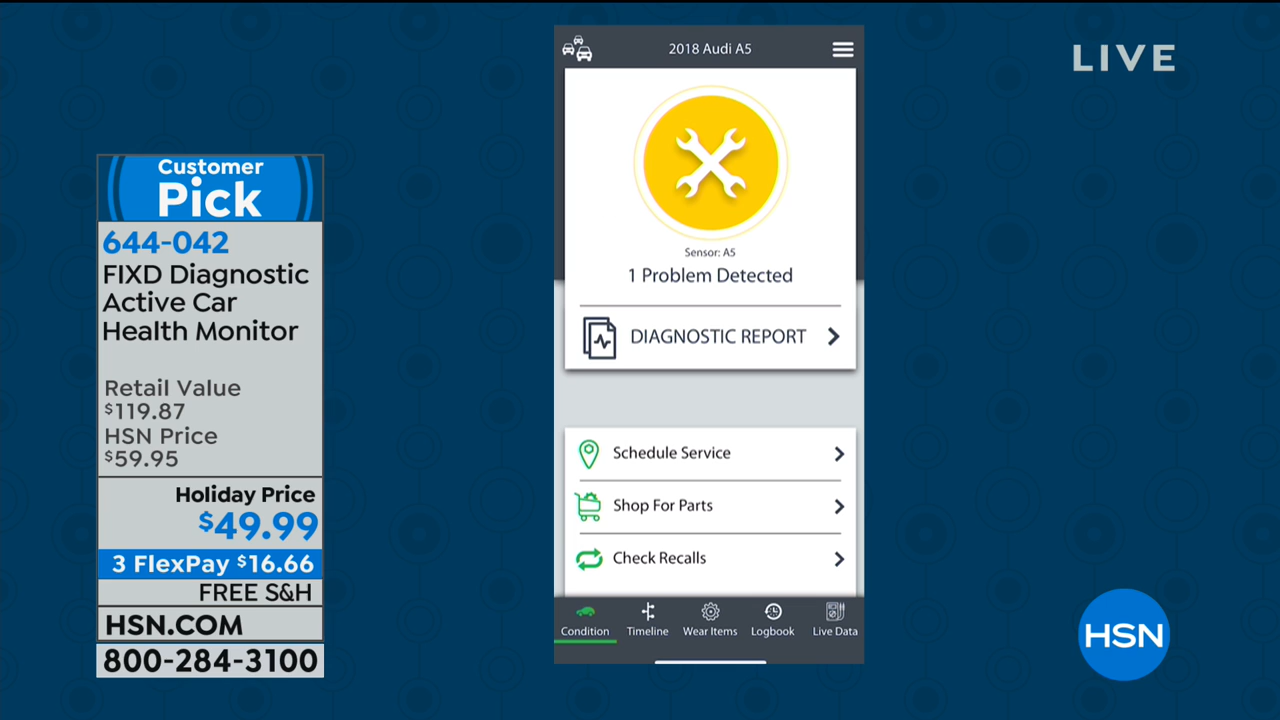 Customer
Pick
644-042
FIXD Diagnostic
Active Car
Health Monitor
Retail Value
$119.87
HSN Price
$59.95
Holiday Price
$49.99
3 FlexPay $16.66
FREE S&H
HSN.COM
800-284-3100
2018 Audi A5
Sensor: A5
1 Problem Detected
DIAGNOSTIC REPORT
Schedule Service
Shop For Parts
Check Recalls
Condition
Timeline
Wear Items
Logbook
Live Data
LIVE
HSN